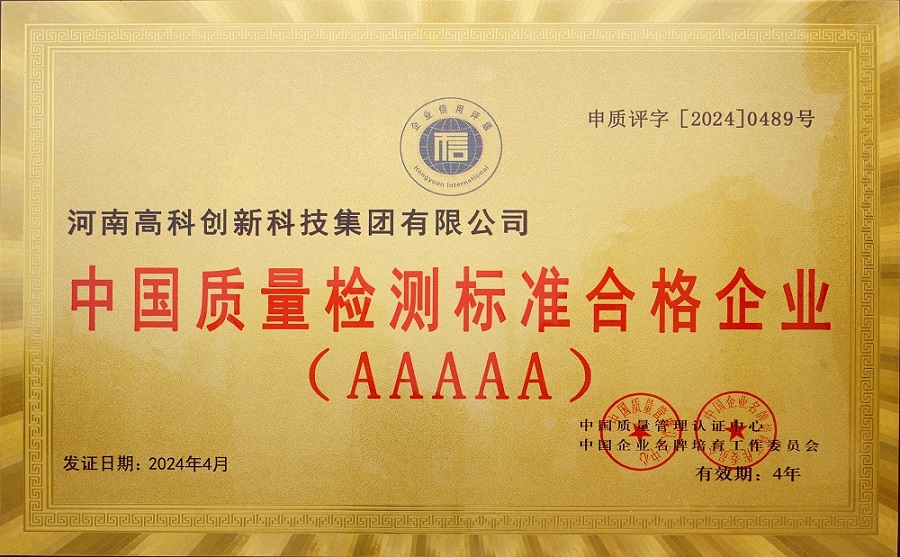 企业信用评级
信
Hongyuan International
申质评字 [2024]0489号
河南高科创新科技集团有限公司
中国质量检测标准合格企业
(AAAAA)
中国质量管理认证中心
中国企业名牌培育工作委员会
发证日期：2024年4月
有效期：4年